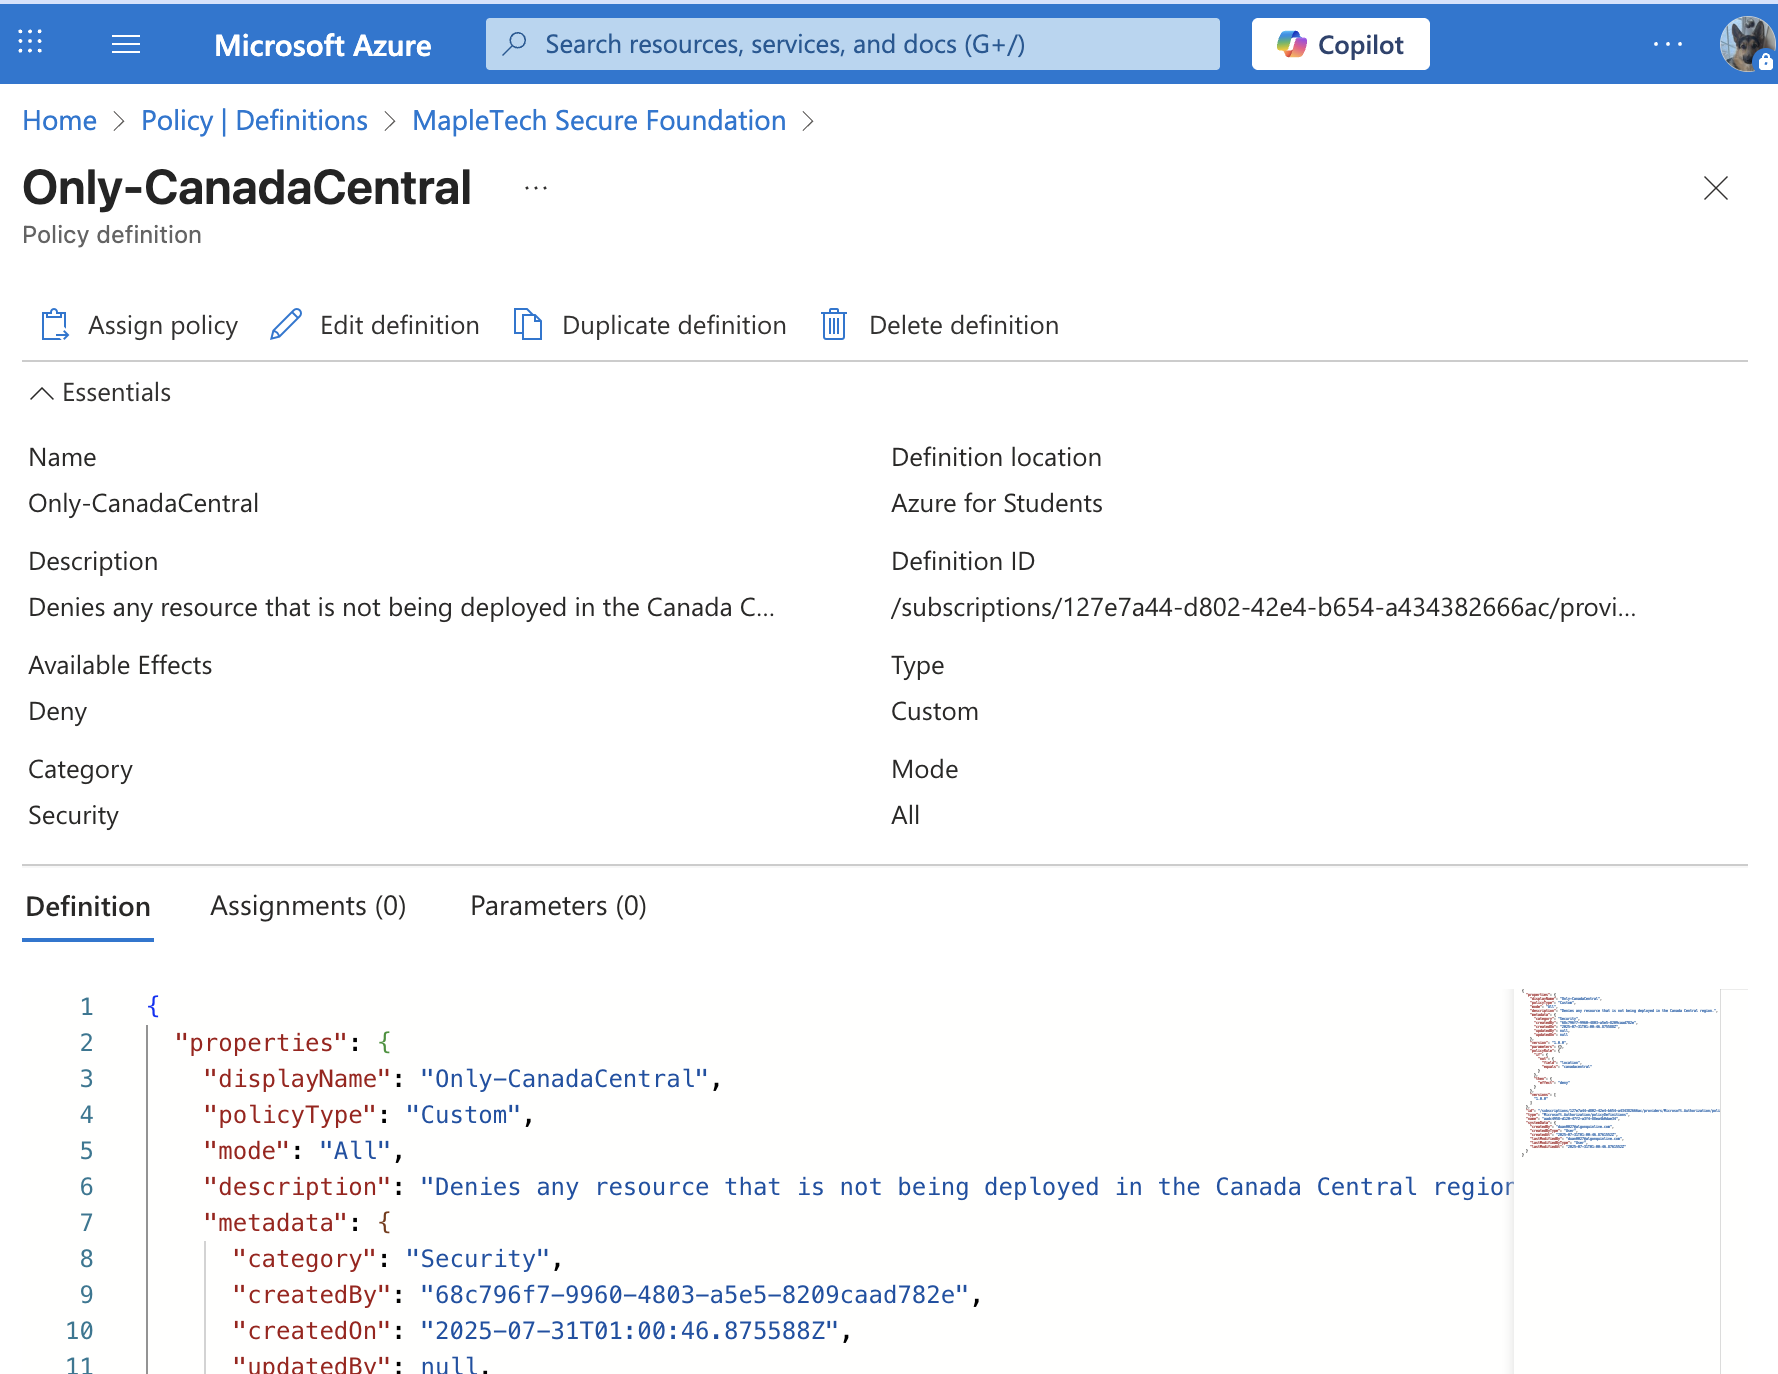 Microsoft Azure
Search resources, services, and docs (G+/)
Copilot
Home > Policy | Definitions > MapleTech Secure Foundation >
Only-CanadaCentral ...
Policy definition
Assign policy Edit definition Duplicate definition Delete definition
Essentials
Name
Only-CanadaCentral
Definition location
Azure for Students
Description
Denies any resource that is not being deployed in the Canada C...
Definition ID
/subscriptions/127e7a44-d802-42e4-b654-a434382666ac/provi...
Available Effects
Deny
Type
Custom
Category
Security
Mode
All
Definition Assignments (0) Parameters (0)
1 {
2 "properties": {
3 "displayName": "Only-CanadaCentral",
4 "policyType": "Custom",
5 "mode": "All",
6 "description": "Denies any resource that is not being deployed in the Canada Central region
7 "metadata": {
8 "category": "Security",
9 "createdBy": "68c796f7-9960-4803-a5e5-8209caad782e",
10 "createdOn": "2025-07-31T01:00:46.875588Z",
11 "updatedBy": null,